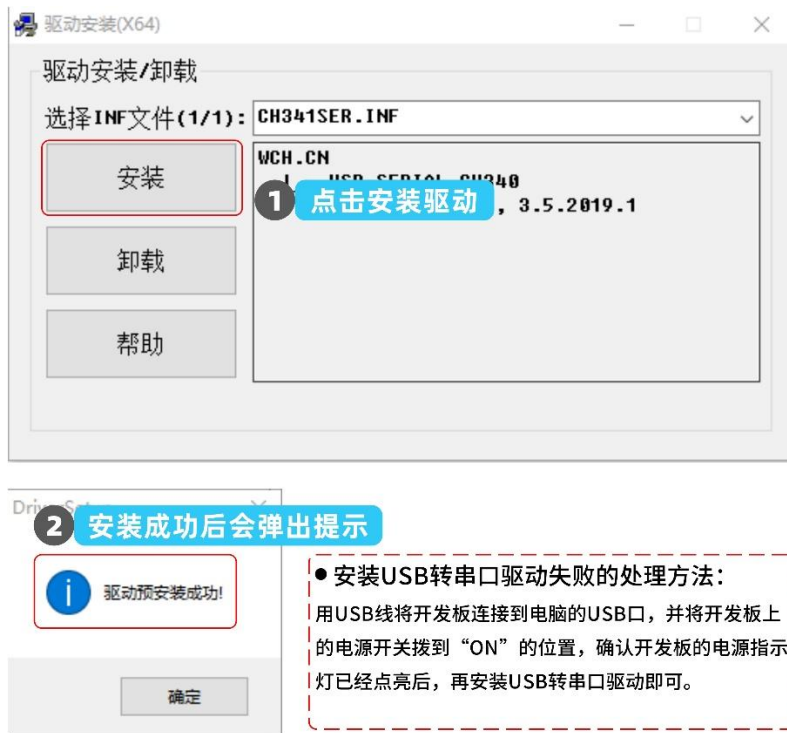 驱动安装(X64)
驱动安装/卸载
选择INF文件(1/1):
CH341SER.INF
安装
WCH.CN
USB-SERIAL CH340
1 点击安装驱动
, 3.5.2019.1
卸载
帮助
2 安装成功后会弹出提示
驱动预安装成功!
确定
●安装USB转串口驱动失败的处理方法：
用USB线将开发板连接到电脑的USB口，并将开发板上
的电源开关拨到“ON”的位置，确认开发板的电源指示
灯已经点亮后，再安装USB转串口驱动即可。